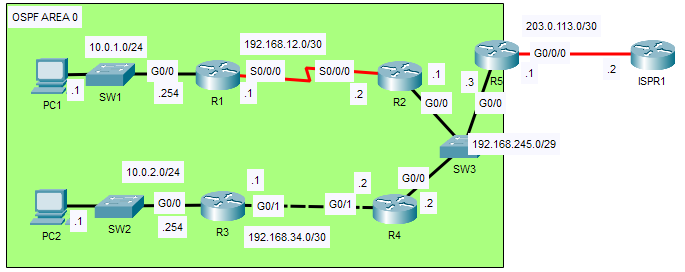 OSPF AREA 0
203.0.113.0/30
10.0.1.0/24
192.168.12.0/30
G0/0
S0/0/0
S0/0/0
G0/0/0
R5
.1
.2
ISPR1
PC1
.1
SW1
.254
R1
.1
.2
R2
.1
G0/0
.3
G0/0
192.168.245.0/29
SW3
10.0.2.0/24
G0/0
.1
.2
G0/0
PC2
.1
SW2
.254
R3
G0/1
G0/1
R4
.2
192.168.34.0/30